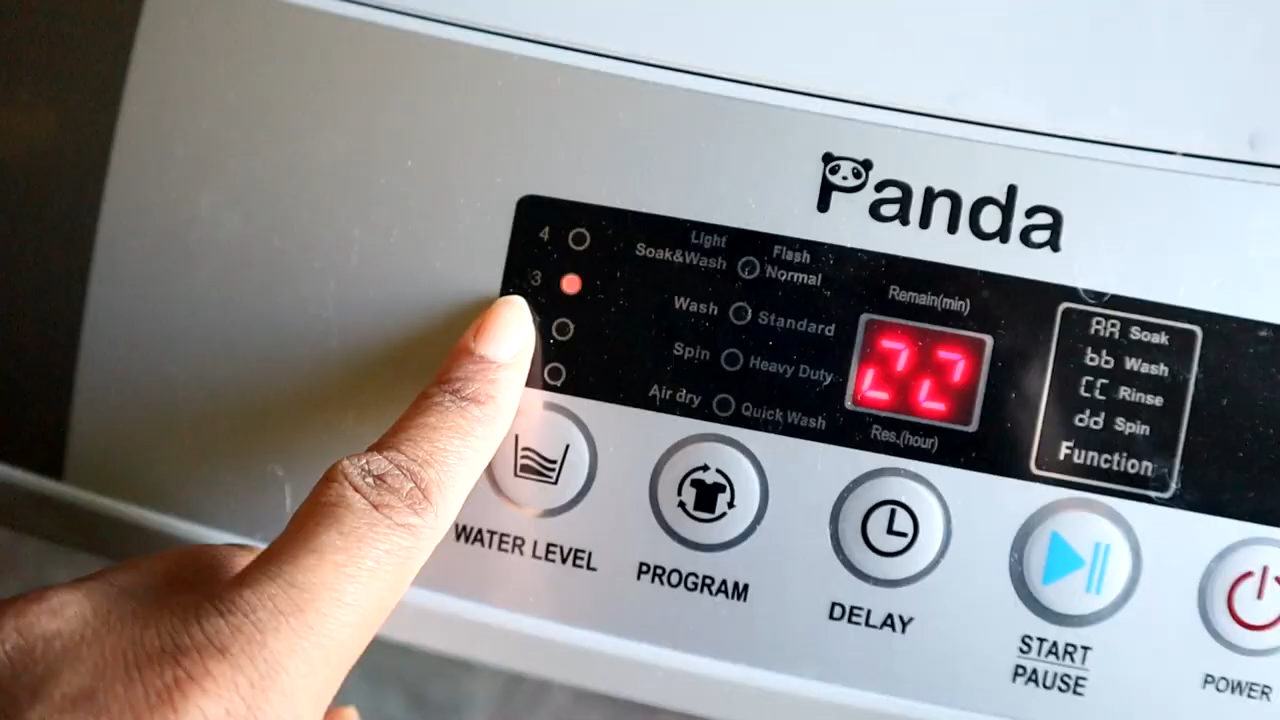 Panda
4
3
Light
Soak&Wash
Flash
Normal
Wash
Standard
Spin
Heavy Duty
Air dry
Quick Wash
Remain(min)
22
Res.(hour)
AA Soak
bb Wash
CC Rinse
dd Spin
Function
WATER LEVEL
PROGRAM
DELAY
START
PAUSE
POWER